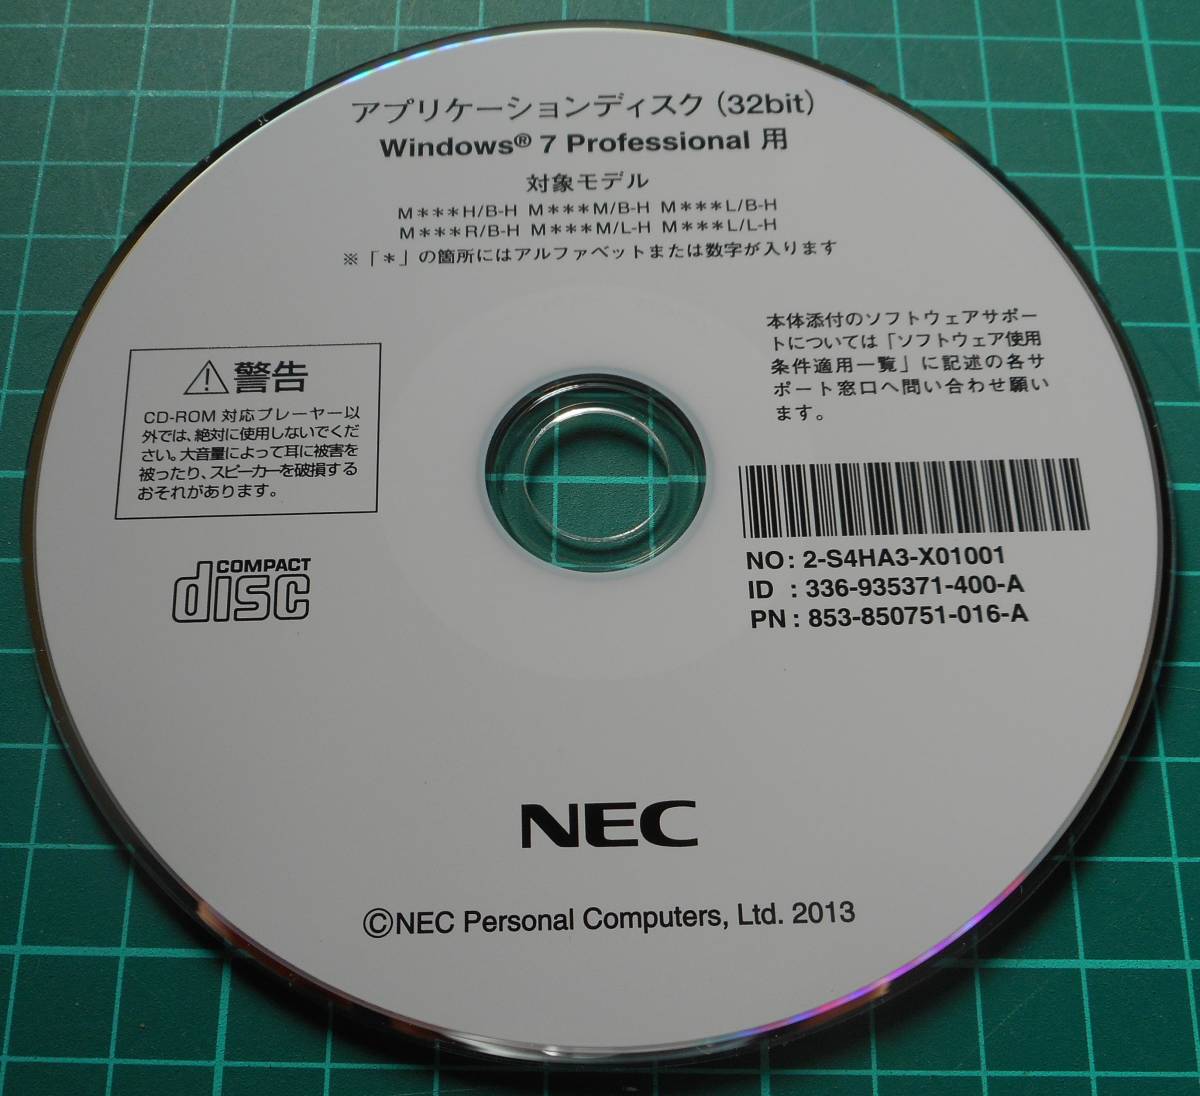 アプリケーションディスク（32bit）
Windows® 7 Professional 用
対象モデル
M＊＊＊H/B-H M＊＊＊M/B-H M＊＊＊L/B-H
M＊＊＊R/B-H M＊＊＊M/L-H M＊＊＊L/L-H
※「＊」の箇所にはアルファベットまたは数字が入ります
本体添付のソフトウェアサポー
トについては「ソフトウェア使用
条件適用一覧」に記述の各サ
ポート窓口へ問い合わせ願い
ます。
警告
CD-ROM 対応プレーヤー以
外では、絶対に使用しないでくだ
さい。大音量によって耳に被害を
被ったり、スピーカーを破損する
おそれがあります。
COMPACT
disc
NO: 2-S4HA3-X01001
ID : 336-935371-400-A
PN: 853-850751-016-A
NEC
©NEC Personal Computers, Ltd. 2013